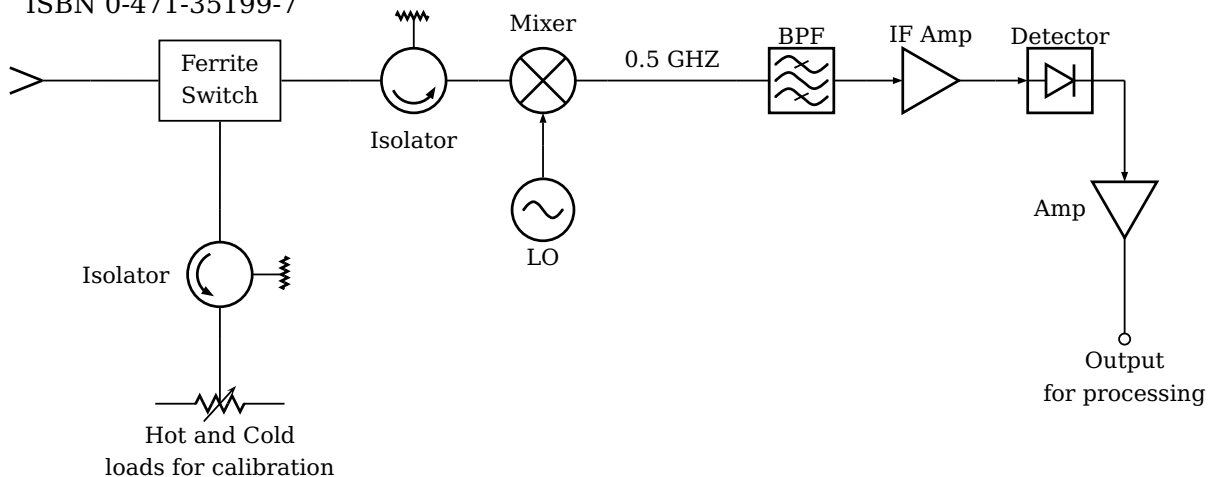 ISBN 0-471-35199-7
Mixer
BPF
IF Amp
Detector
0.5 GHZ
Ferrite
Switch
Isolator
Amp
LO
Isolator
Output
for processing
Hot and Cold
loads for calibration